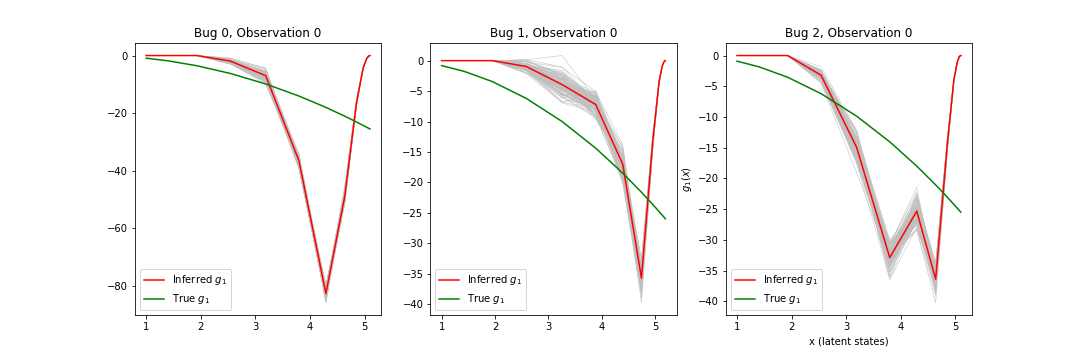 Bug 0, Observation 0
0
−20
−40
−60
−80
1 2 3 4 5
Inferred g₁
True g₁
Bug 1, Observation 0
0
−5
−10
−15
−20
−25
−30
−35
−40
1 2 3 4 5
Inferred g₁
True g₁
Bug 2, Observation 0
g₁(x)
0
−5
−10
−15
−20
−25
−30
−35
−40
1 2 3 4 5
x (latent states)
Inferred g₁
True g₁